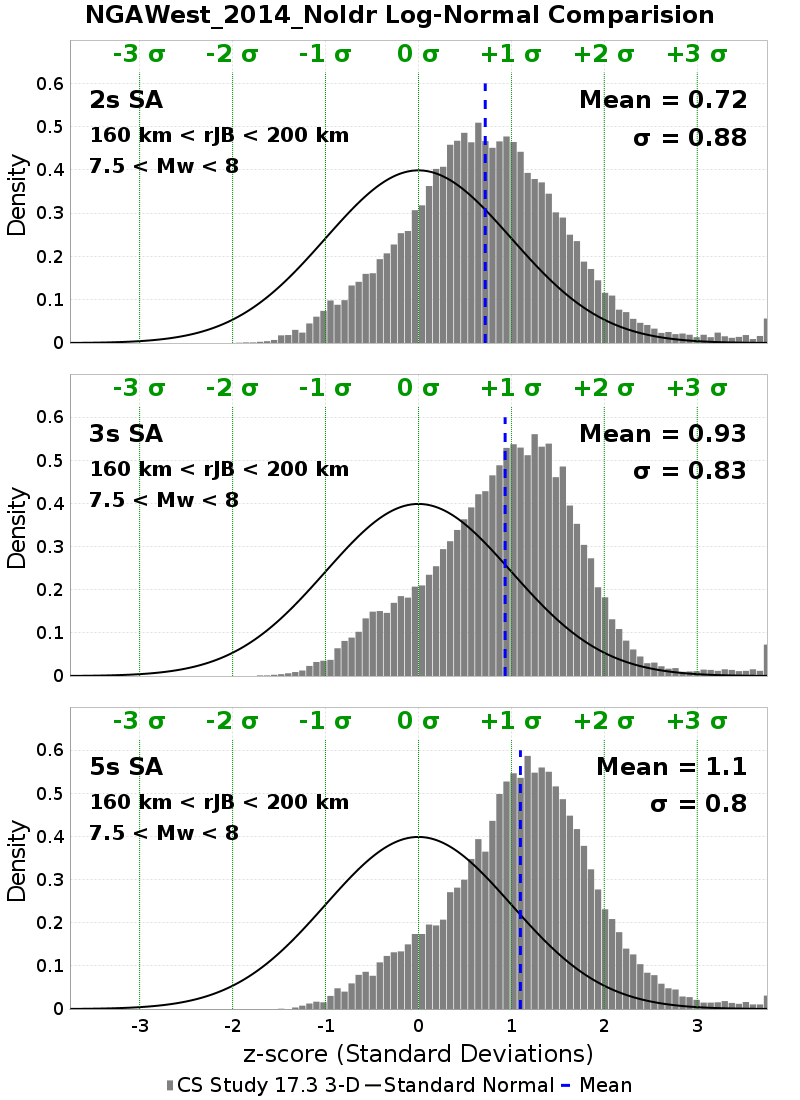 NGAWest_2014_NoIdr Log-Normal Comparision
-3 σ -2 σ -1 σ 0 σ +1 σ +2 σ +3 σ
2s SA
160 km < rJB < 200 km
7.5 < Mw < 8
Mean = 0.72
σ = 0.88
Density
0.6
0.5
0.4
0.3
0.2
0.1
0
-3 σ -2 σ -1 σ 0 σ +1 σ +2 σ +3 σ
3s SA
160 km < rJB < 200 km
7.5 < Mw < 8
Mean = 0.93
σ = 0.83
Density
0.6
0.5
0.4
0.3
0.2
0.1
0
-3 σ -2 σ -1 σ 0 σ +1 σ +2 σ +3 σ
5s SA
160 km < rJB < 200 km
7.5 < Mw < 8
Mean = 1.1
σ = 0.8
Density
0.6
0.5
0.4
0.3
0.2
0.1
0
-3 -2 -1 0 1 2 3
z-score (Standard Deviations)
CS Study 17.3 3-D Standard Normal Mean